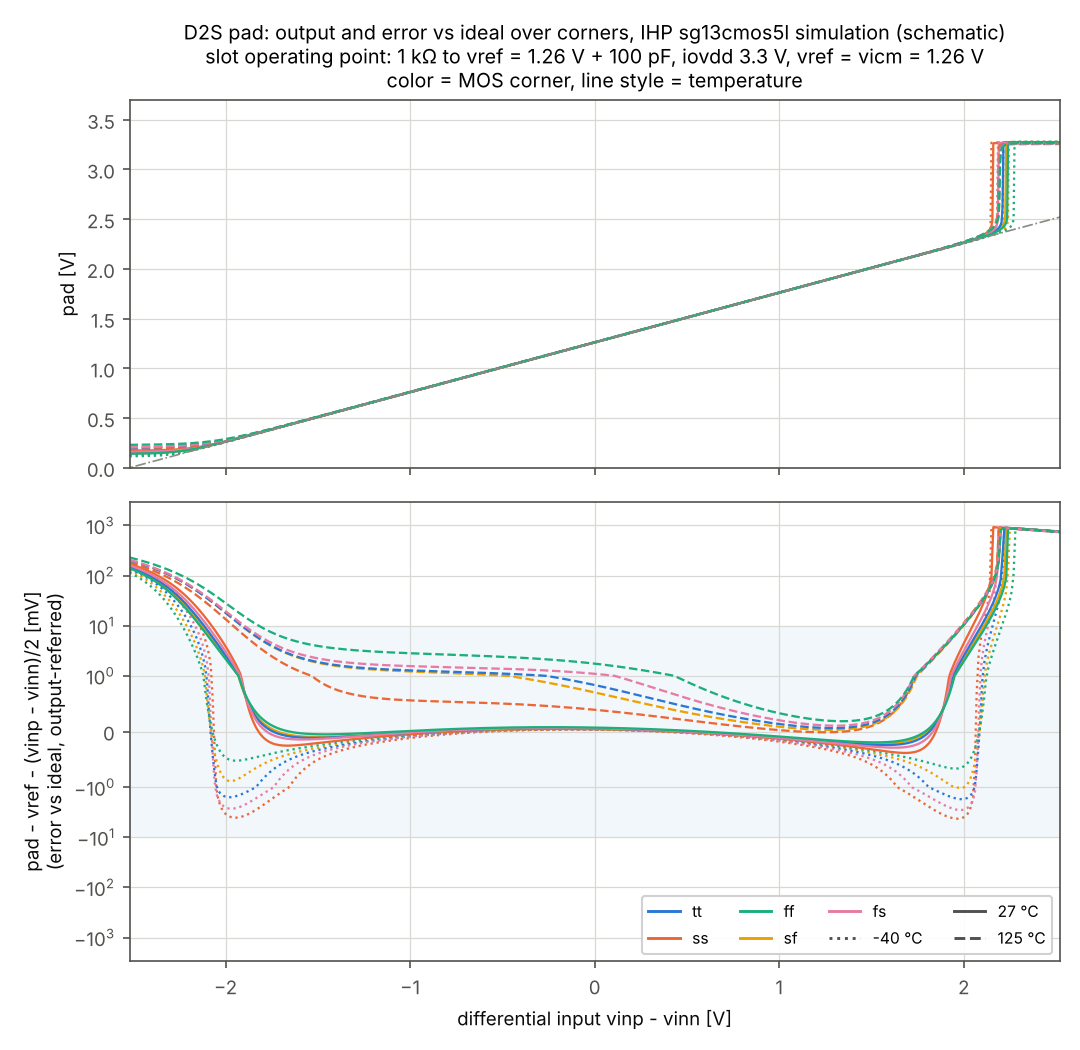 D2S pad: output and error vs ideal over corners, IHP sg13cmos5l simulation (schematic)
slot operating point: 1 kΩ to vref = 1.26 V + 100 pF, iovdd 3.3 V, vref = vicm = 1.26 V
color = MOS corner, line style = temperature
3.5
3.0
2.5
2.0
1.5
1.0
0.5
0.0
pad [V]
10³
10²
10¹
10⁰
0
−10⁰
−10¹
−10²
−10³
pad - vref - (vinp - vinn)/2 [mV]
(error vs ideal, output-referred)
tt ff fs 27 °C
ss sf -40 °C 125 °C
−2 −1 0 1 2
differential input vinp - vinn [V]